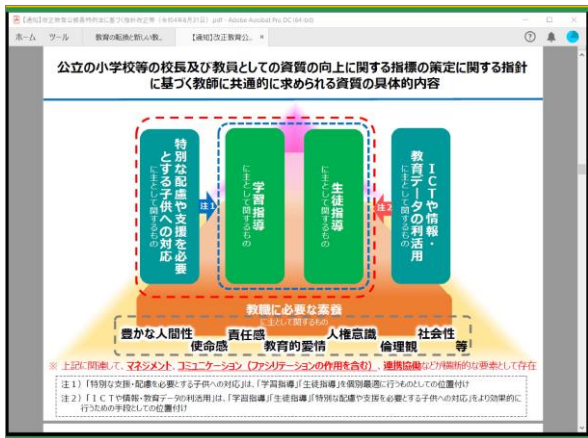 【通知】改正教育公務員特例法に基づく指針改正等（令和4年8月31日）.pdf - Adobe Acrobat Pro DC (64 bit)
ホーム ツール 教育の転換と新しい教.. 【通知】改正教育公.. ×
公立の小学校等の校長及び教員としての資質の向上に関する指標の策定に関する指針
に基づく教師に共通的に求められる資質の具体的内容
特別な配慮や支援を必要
とする子供への対応
に主として関するもの
注1
学習指導
に主として関するもの
生徒指導
に主として関するもの
注2
ICTや情報・
教育データの利活用
に主として関するもの
教職に必要な素養
に主として関するもの
豊かな人間性 責任感 人権意識 社会性
使命感 教育的愛情 倫理観 等
※ 上記に関連して、マネジメント、コミュニケーション（ファシリテーションの作用を含む）、連携協働などが横断的な要素として存在
注1）「特別な支援・配慮を必要とする子供への対応」は、「学習指導」「生徒指導」を個別最適に行うものとしての位置付け
注2）「ICTや情報・教育データの利活用」は、「学習指導」「生徒指導」「特別な配慮や支援を必要とする子供への対応」をより効果的に
行うための手段としての位置付け